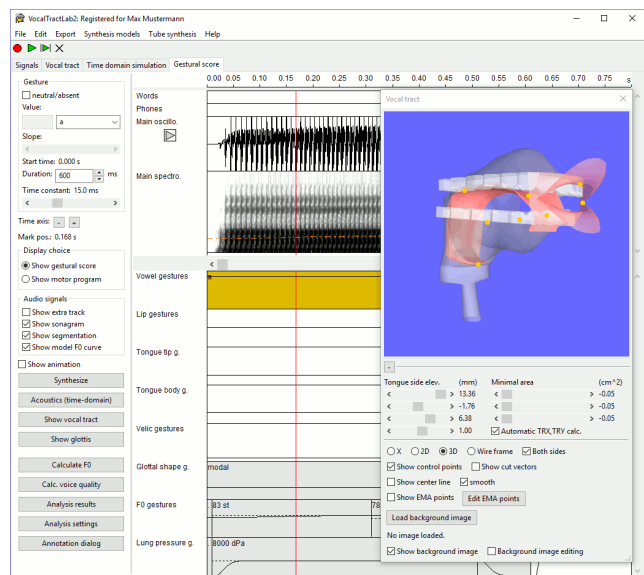 VocalTractLab2: Registered for Max Mustermann
File Edit Export Synthesis models Tube synthesis Help
Signals Vocal tract Time domain simulation Gestural score
Gesture
neutral/absent
Value:
a
Slope:
Start time: 0.000 s
Duration: 600 ms
Time constant: 15.0 ms
Time axis: - +
Mark pos.: 0.168 s
Display choice
Show gestural score
Show motor program
Audio signals
Show extra track
Show sonagram
Show segmentation
Show model F0 curve
Show animation
Synthesize
Acoustics (time-domain)
Show vocal tract
Show glottis
Calculate F0
Calc. voice quality
Analysis results
Analysis settings
Annotation dialog
0.00 0.05 0.10 0.15 0.20 0.25 0.30 0.35 0.40 0.45 0.50 0.55 0.60 0.65 0.70 0.75 s
Words
Phones
Main oscillo.
Main spectro.
Vowel gestures
a
Lip gestures
Tongue tip g.
Tongue body g.
Velic gestures
Glottal shape g.
modal
F0 gestures
83 st
78
Lung pressure g.
8000 dPa
Vocal tract
-
Tongue side elev. (mm) Minimal area (cm^2)
13.36 -0.05
-1.76 -0.05
6.38 -0.05
1.00 Automatic TRX,TRY calc.
X 2D 3D Wire frame Both sides
Show control points Show cut vectors
Show center line smooth
Show EMA points Edit EMA points
Load background image
No image loaded.
Show background image Background image editing